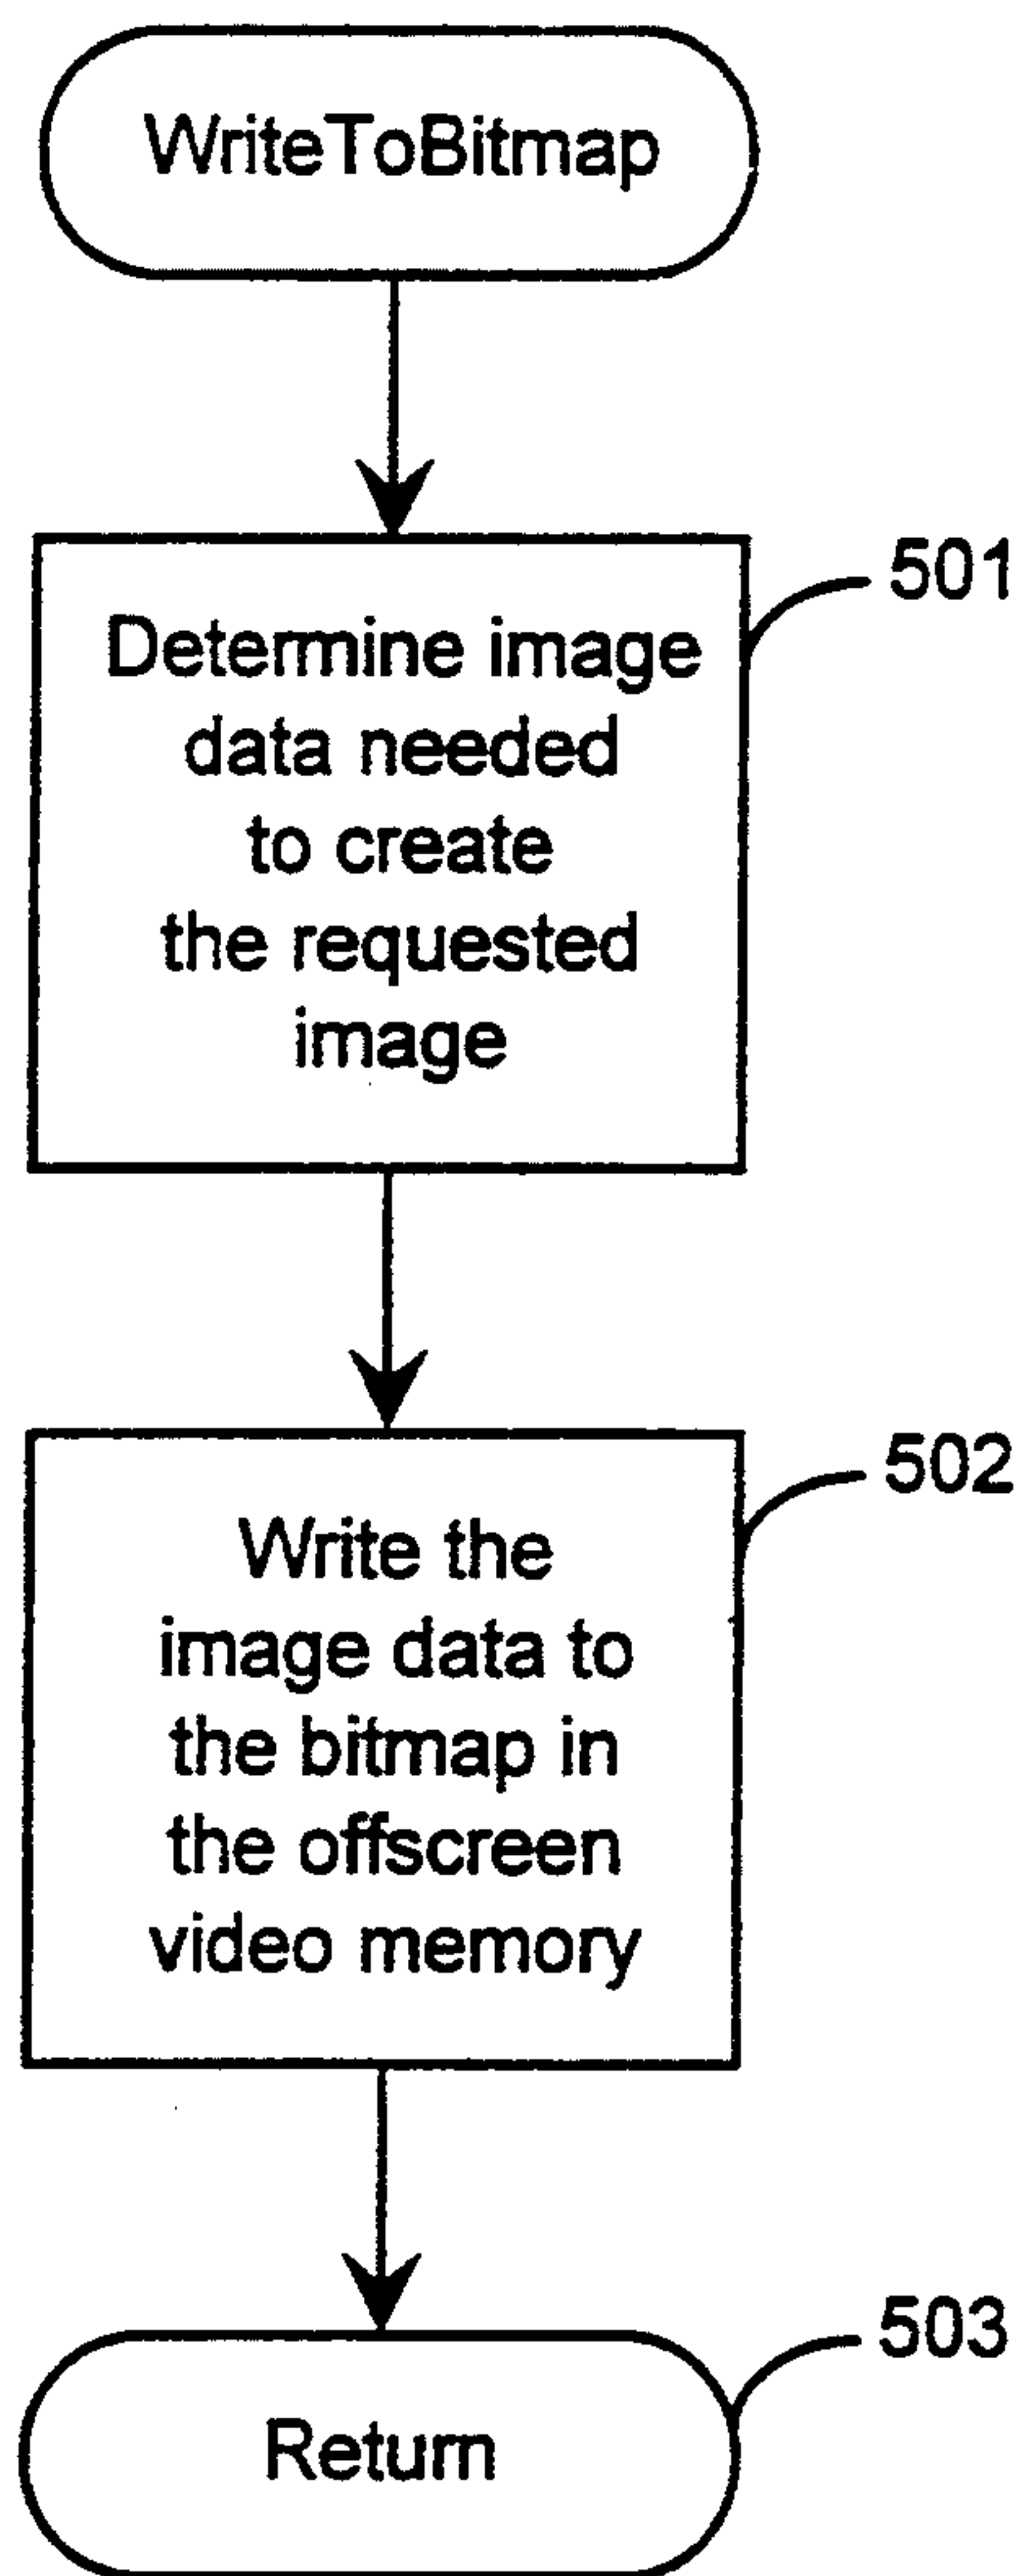 WriteToBitmap
501
Determine image
data needed
to create
the requested
image
502
Write the
image data to
the bitmap in
the offscreen
video memory
503
Return